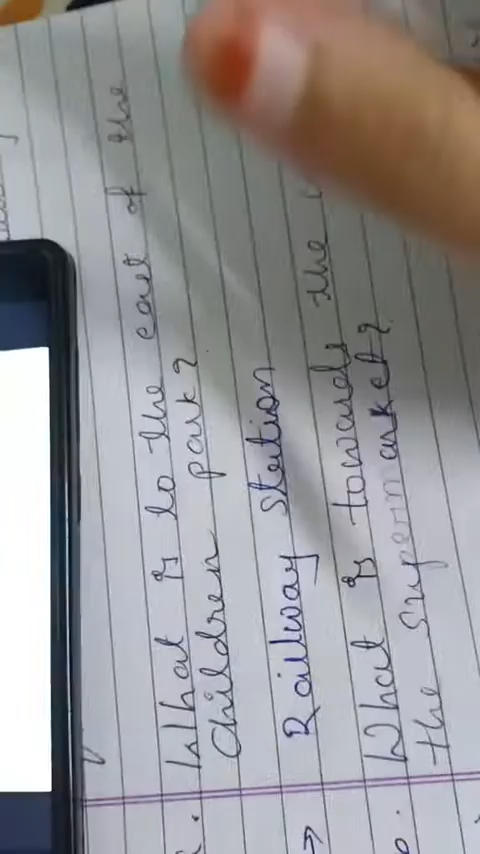 What is to the east of the
Children park?
Railway station
What is towards the
the supermarket?